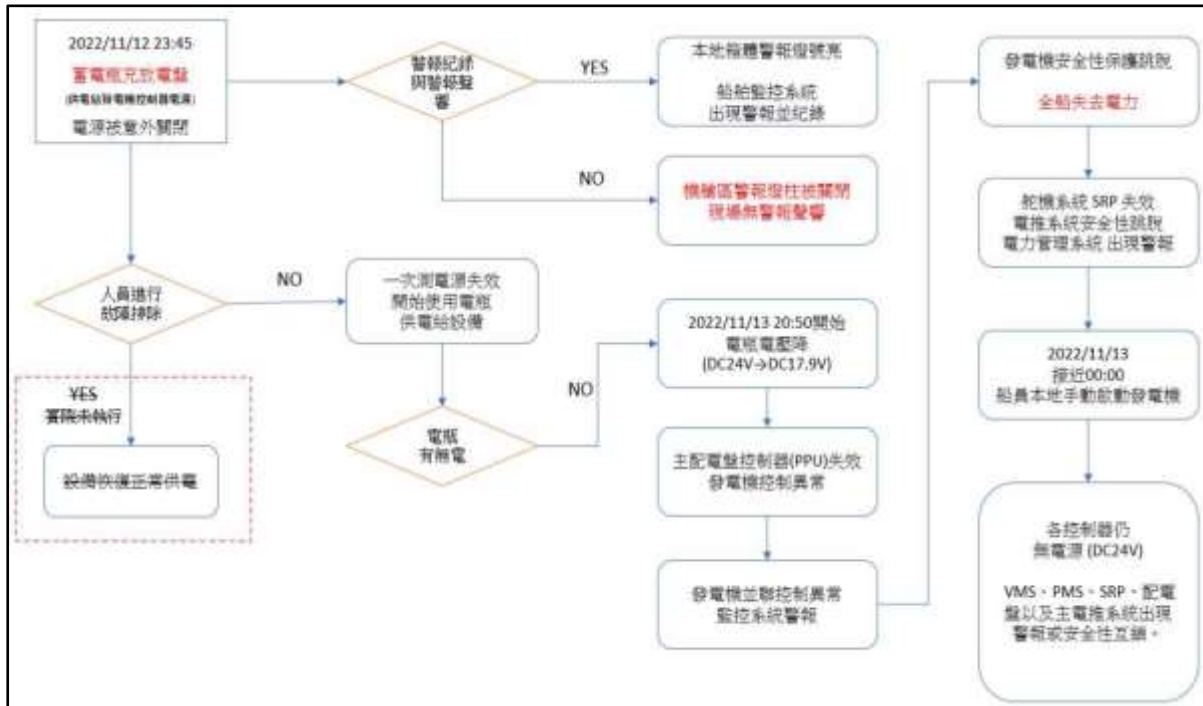 2022/11/12 23:45
蓄電瓶充放電盤
電源被意外關閉
警報紀錄
與警報聲
響
YES
本地箱體警報燈號亮
船舶監控系統
出現警報並紀錄
NO
機艙區警報燈柱被關閉
現場無警報聲響
人員進行
故障排除
NO
一次測電源失效
開始使用電瓶
供電給設備
YES
實際未執行
設備恢復正常供電
電瓶
有無電
NO
2022/11/13 20:50開始
電瓶電壓降
(DC24V→DC17.9V)
主配電盤控制器(PPU)失效
發電機控制異常
發電機並聯控制異常
監控系統警報
發電機安全性保護跳脫
全船失去電力
舵機系統 SRP 失效
電推系統安全性跳脫
電力管理系統 出現警報
2022/11/13
接近00:00
船員本地手動啟動發電機
各控制器仍
無電源 (DC24V)
VMS、PMS、SRP、配電
盤以及主電推系統出現
警報或安全性互鎖。